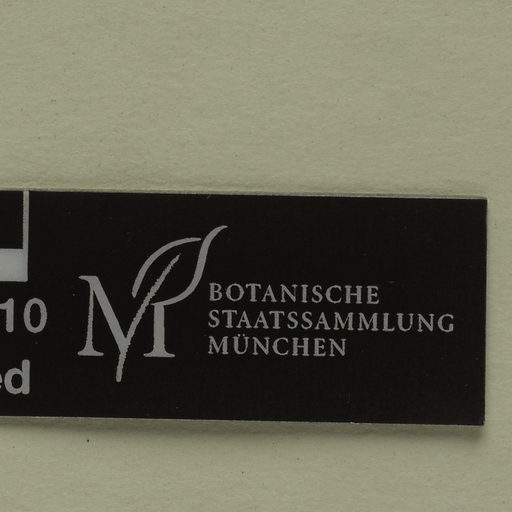 10
ed
BOTANISCHE
STAATSSAMMLUNG
MÜNCHEN